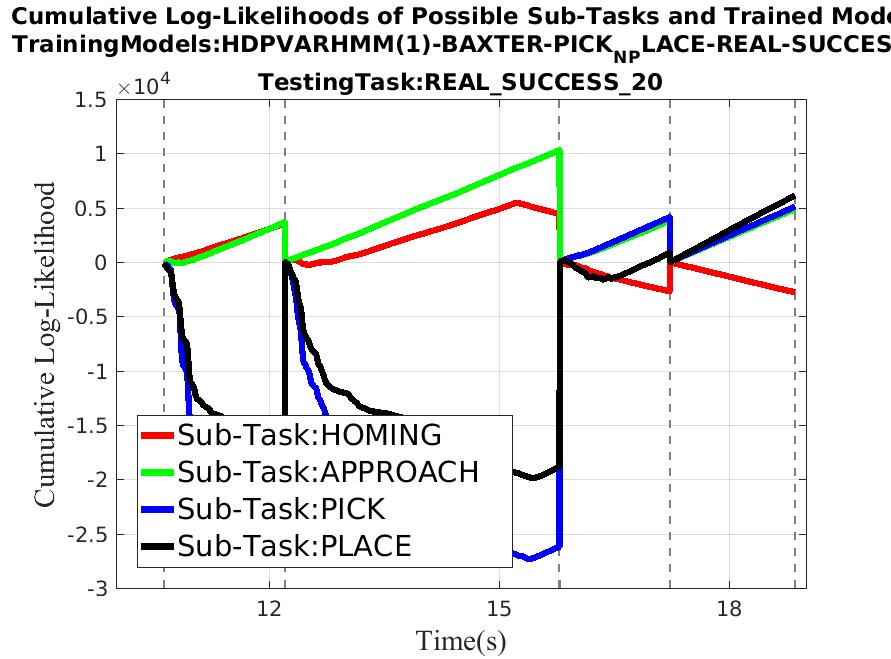 Cumulative Log-Likelihoods of Possible Sub-Tasks and Trained Mode
TrainingModels:HDPVARHMM(1)-BAXTER-PICK_NPLACE-REAL-SUCCES
TestingTask:REAL_SUCCESS_20
×10^4
1.5
1
0.5
0
-0.5
-1
-1.5
-2
-2.5
-3
Cumulative Log-Likelihood
Sub-Task:HOMING
Sub-Task:APPROACH
Sub-Task:PICK
Sub-Task:PLACE
12 15 18
Time(s)